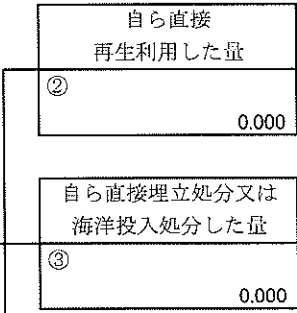 自ら直接
再生利用した量
②
0.000
自ら直接埋立処分又は
海洋投入処分した量
③
0.000